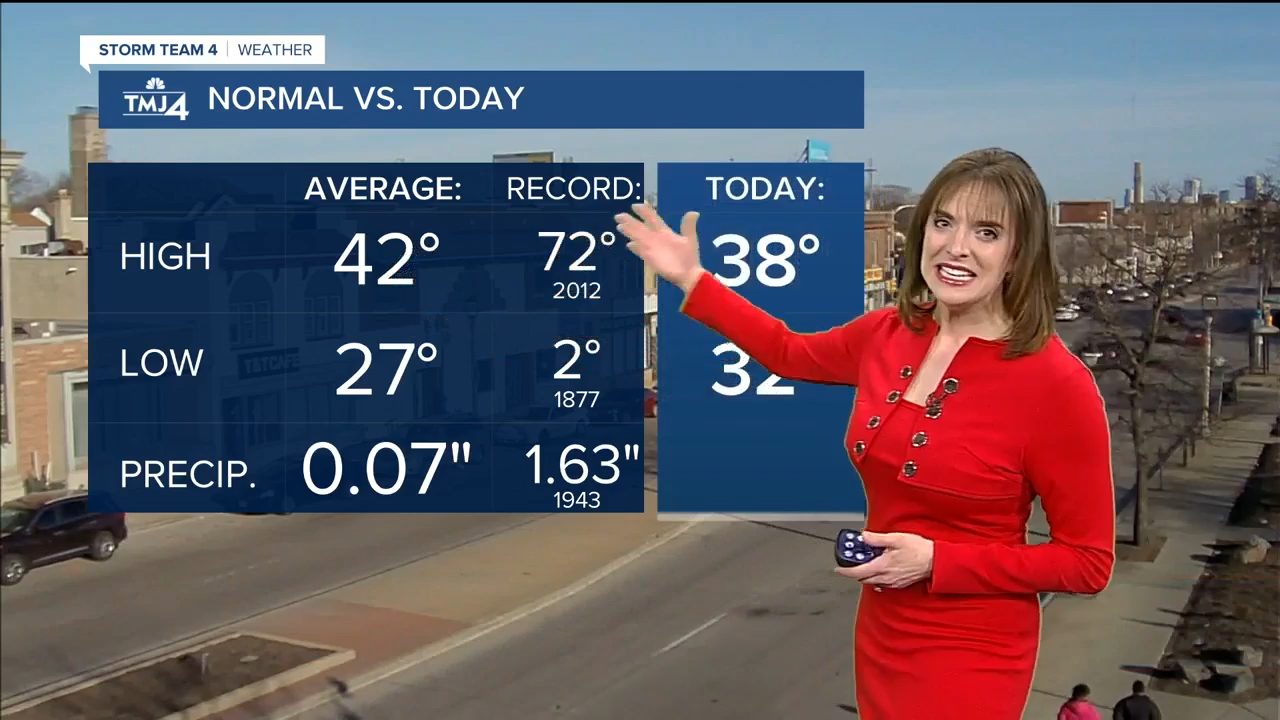 STORM TEAM 4 | WEATHER
TMJ4 NORMAL VS. TODAY
AVERAGE: RECORD: TODAY:
HIGH 42° 72° 38°
2012
LOW 27° 2° 32
1877
PRECIP. 0.07" 1.63"
1943